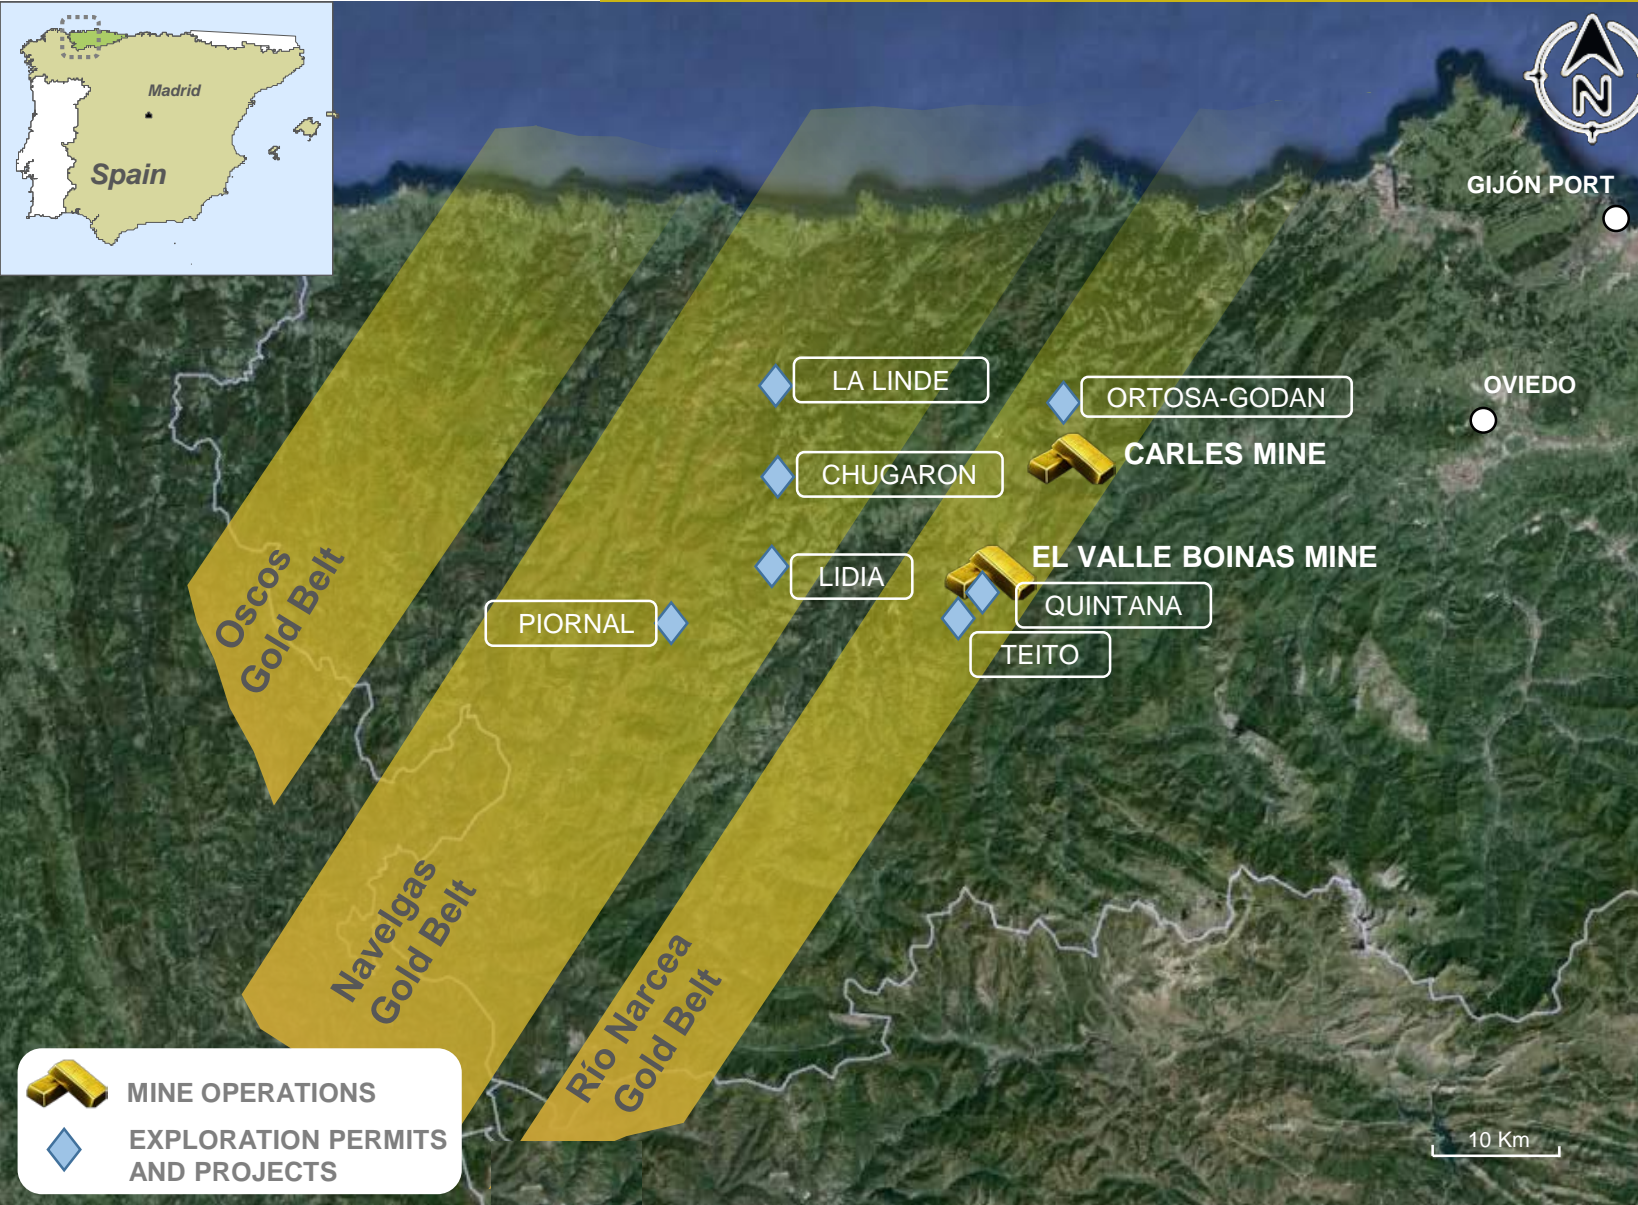 Madrid
Spain
N
GIJÓN PORT
OVIEDO
LA LINDE
ORTOSA-GODAN
CARLES MINE
CHUGARON
EL VALLE BOINAS MINE
LIDIA
QUINTANA
PIORNAL
TEITO
Oscos
Gold Belt
Navelgas
Gold Belt
Río Narcea
Gold Belt
MINE OPERATIONS
EXPLORATION PERMITS
AND PROJECTS
10 Km